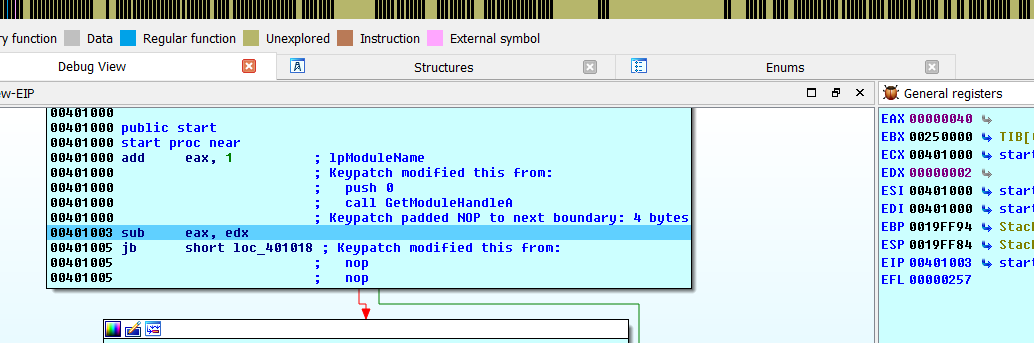 ry function Data Regular function Unexplored Instruction External symbol
Debug View Structures Enums
ew-EIP General registers
00401000
00401000 public start
00401000 start proc near
00401000 add eax, 1 ; lpModuleName
00401000 ; Keypatch modified this from:
00401000 ; push 0
00401000 ; call GetModuleHandleA
00401000 ; Keypatch padded NOP to next boundary: 4 bytes
00401003 sub eax, edx
00401005 jb short loc_401018 ; Keypatch modified this from:
00401005 ; nop
00401005 ; nop
EAX 00000040
EBX 00250000 TIB[
ECX 00401000 start
EDX 00000002
ESI 00401000 start
EDI 00401000 start
EBP 0019FF94 Stack
ESP 0019FF84 Stack
EIP 00401003 start
EFL 00000257